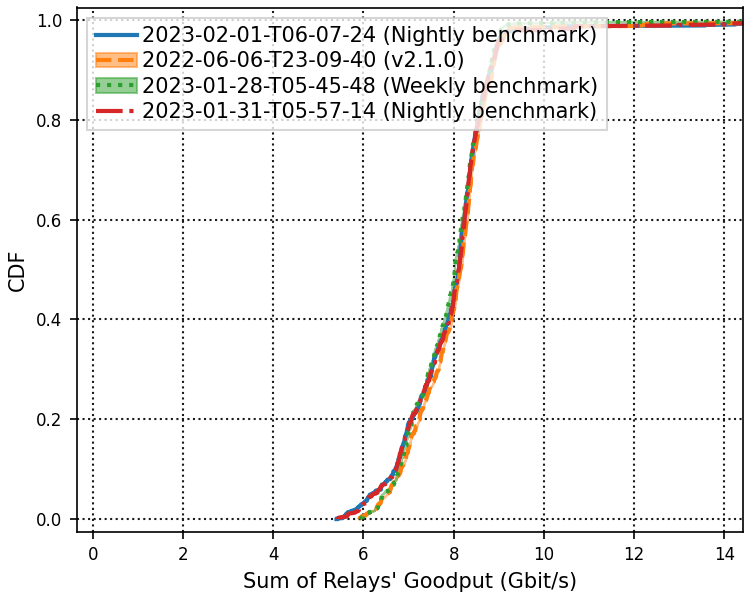 1.0
0.8
0.6
0.4
0.2
0.0
CDF
2023-02-01-T06-07-24 (Nightly benchmark)
2022-06-06-T23-09-40 (v2.1.0)
2023-01-28-T05-45-48 (Weekly benchmark)
2023-01-31-T05-57-14 (Nightly benchmark)
0 2 4 6 8 10 12 14
Sum of Relays' Goodput (Gbit/s)